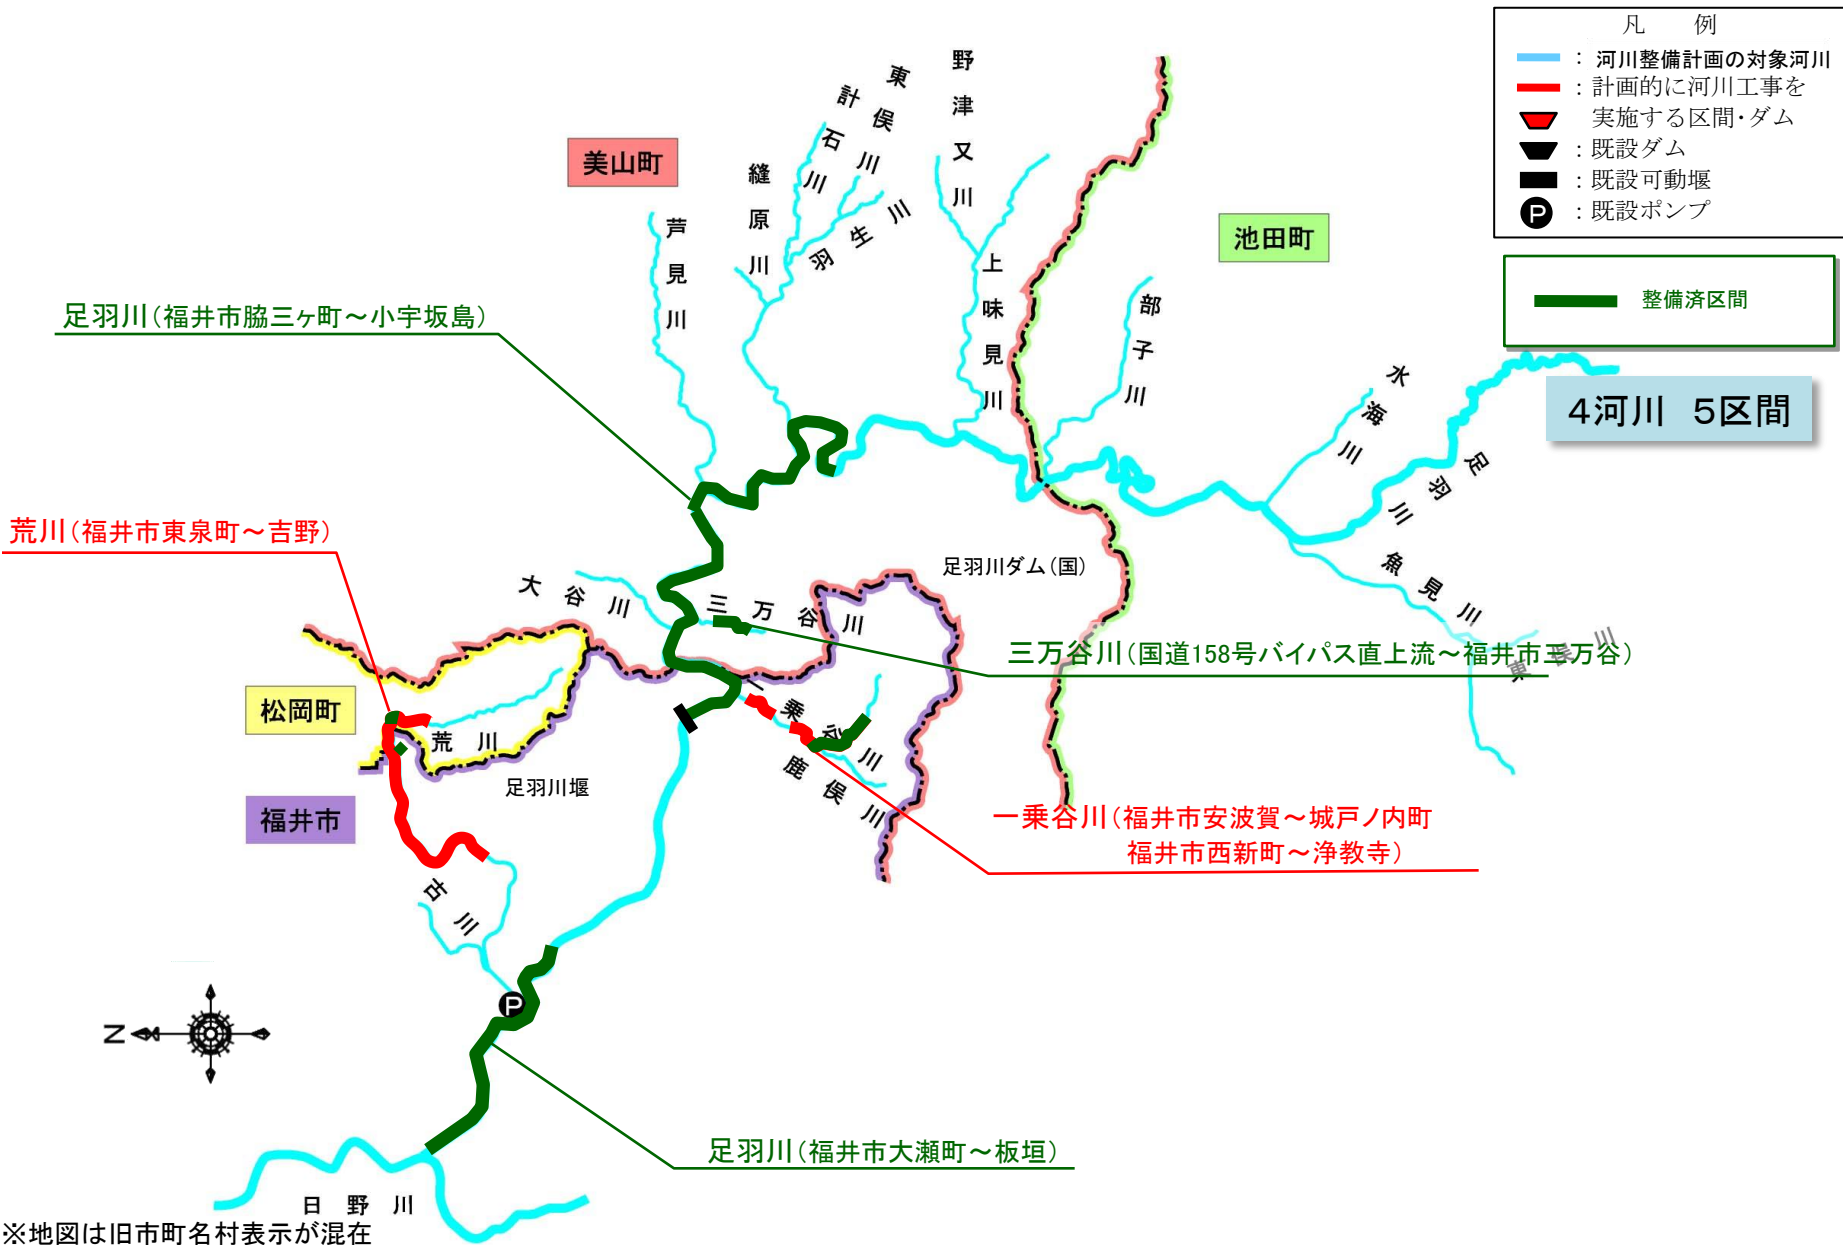 凡 例
: 河川整備計画の対象河川
: 計画的に河川工事を
実施する区間・ダム
: 既設ダム
: 既設可動堰
P : 既設ポンプ
整備済区間
4河川 5区間
野津又川
東俣川
計石川
羽生川
縫原川
芦見川
美山町
池田町
上味見川
部子川
水海川
足羽川
魚見川
東俣川
足羽川(福井市脇三ヶ町~小宇坂島)
荒川(福井市東泉町~吉野)
足羽川ダム(国)
大谷川
三万谷川
三万谷川(国道158号バイパス直上流~福井市三万谷)
松岡町
荒川
一乗谷川
鹿俣川
足羽川堰
福井市
一乗谷川(福井市安波賀~城戸ノ内町
福井市西新町~浄教寺)
古川
P
N
足羽川(福井市大瀬町~板垣)
日野川
※地図は旧市町名村表示が混在